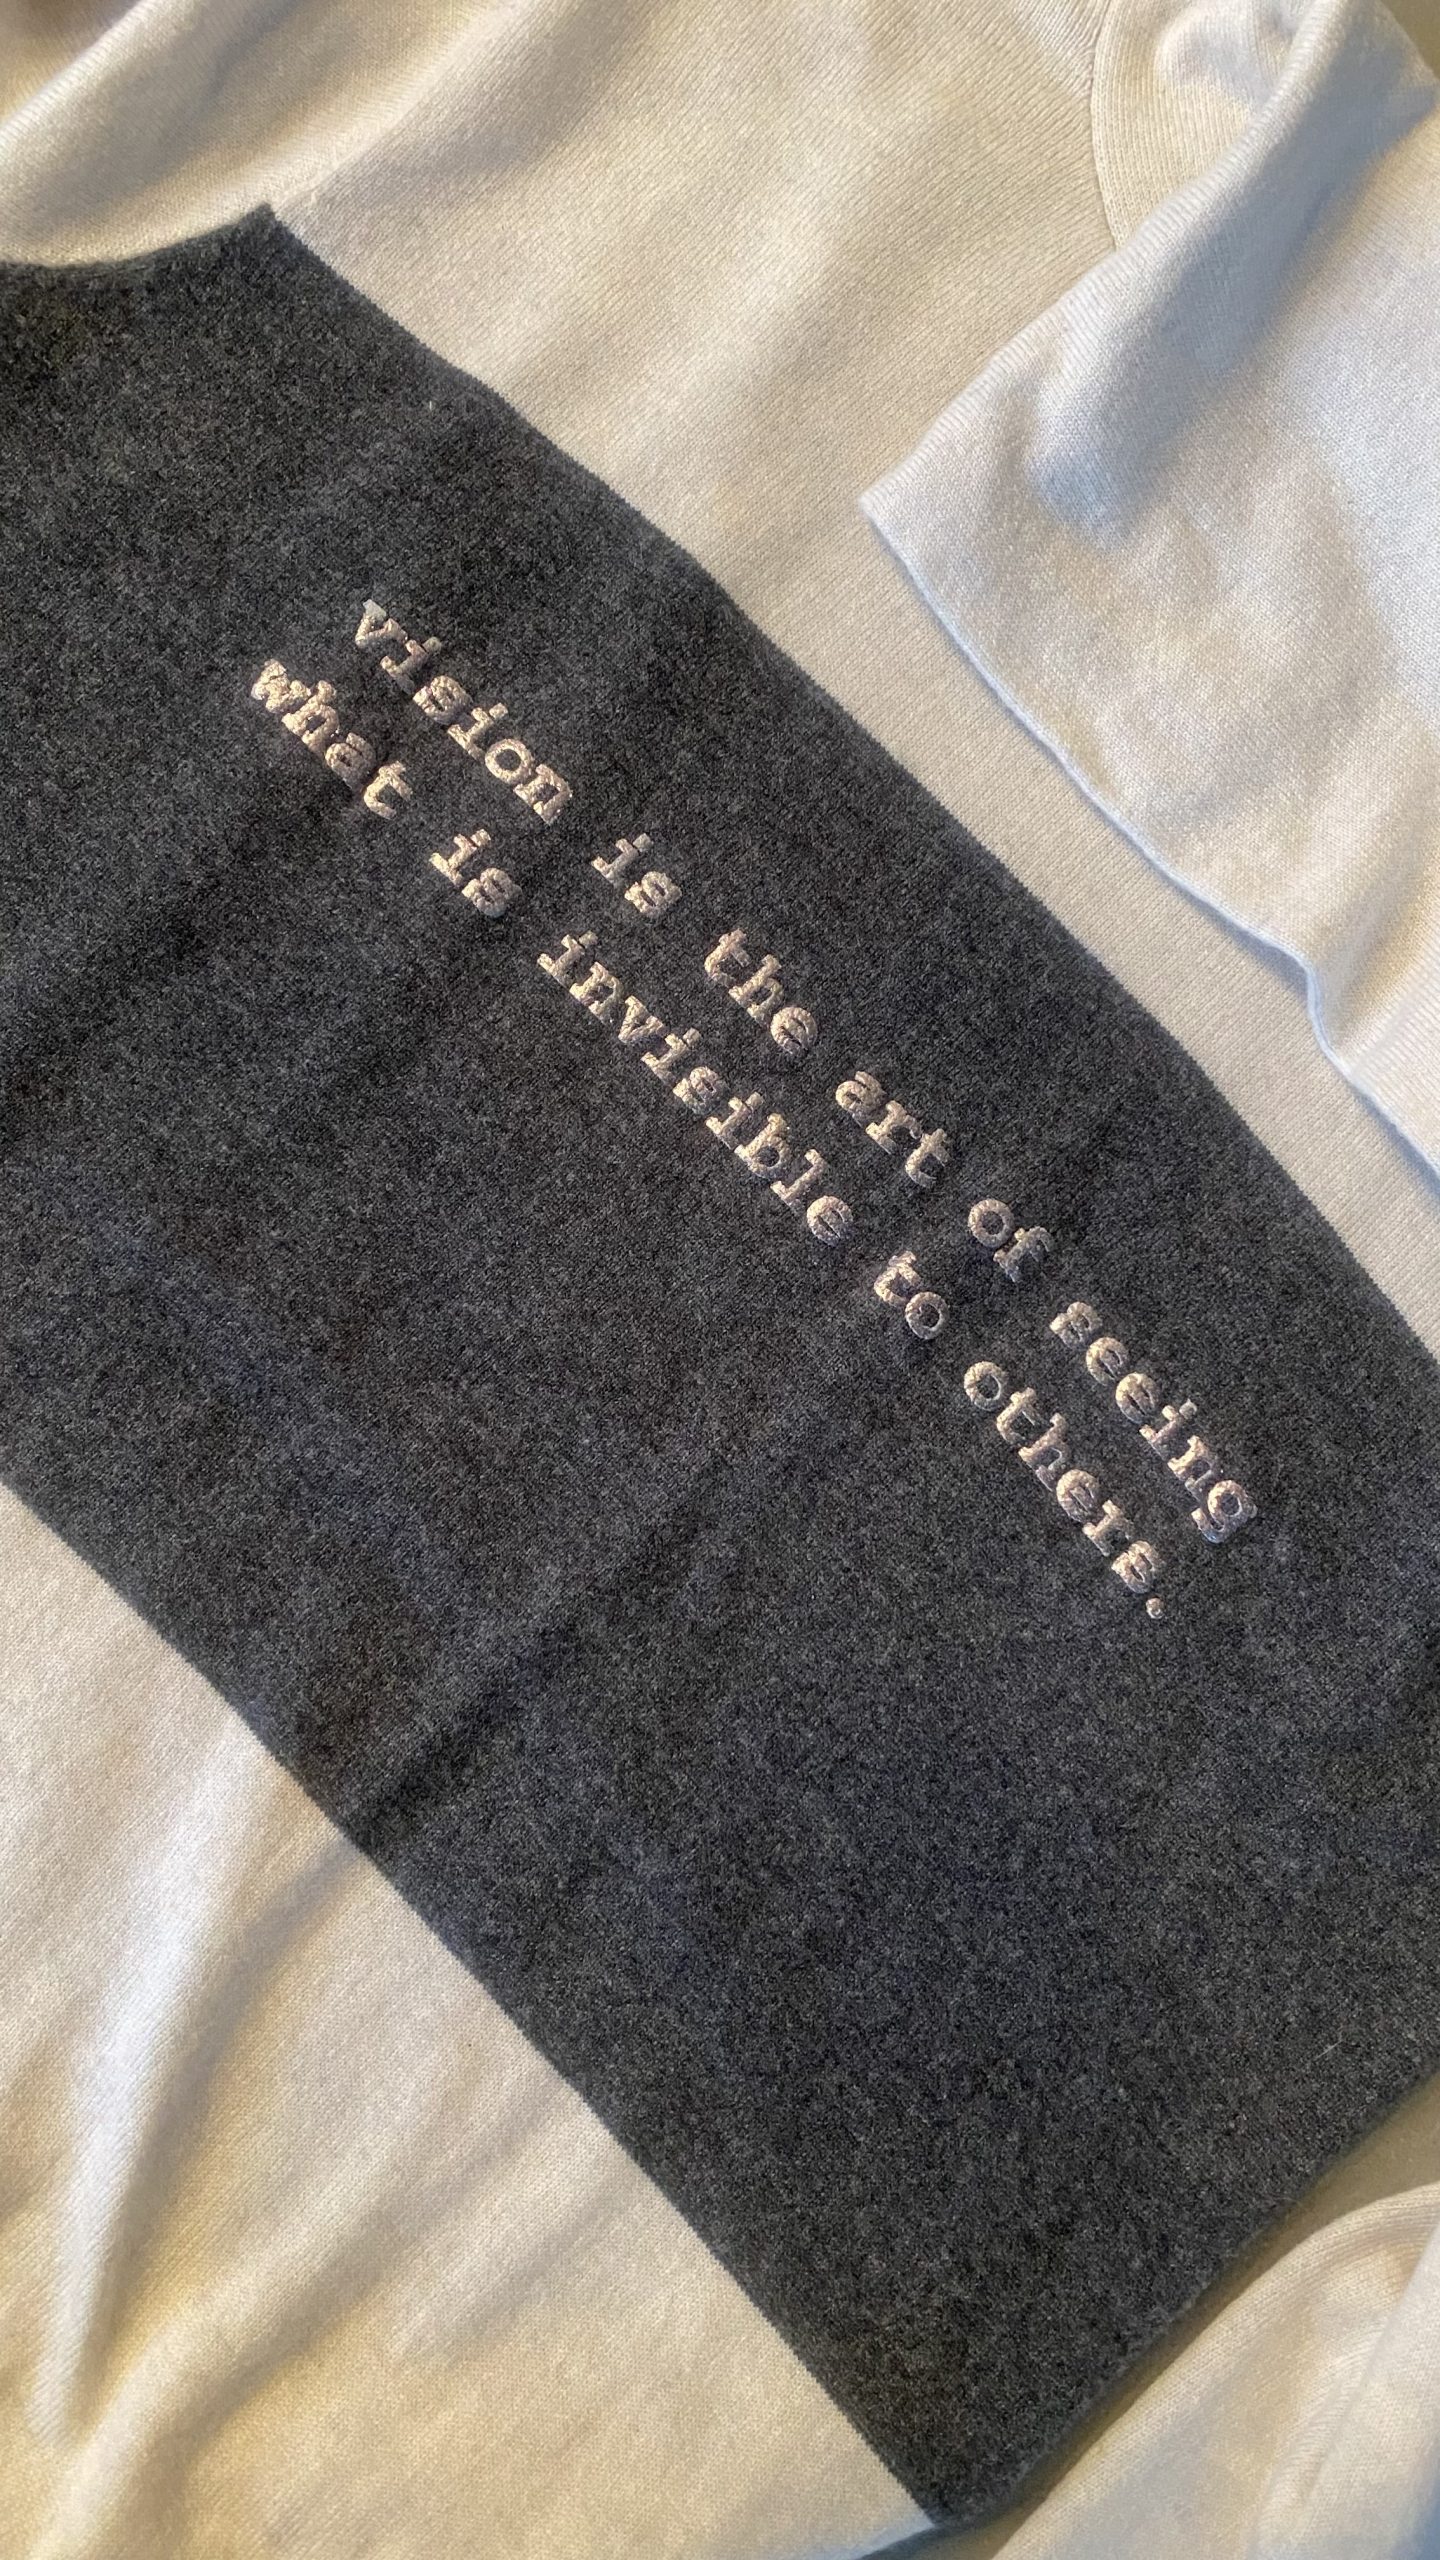 vision is the art of seeing
what is invisible to others.